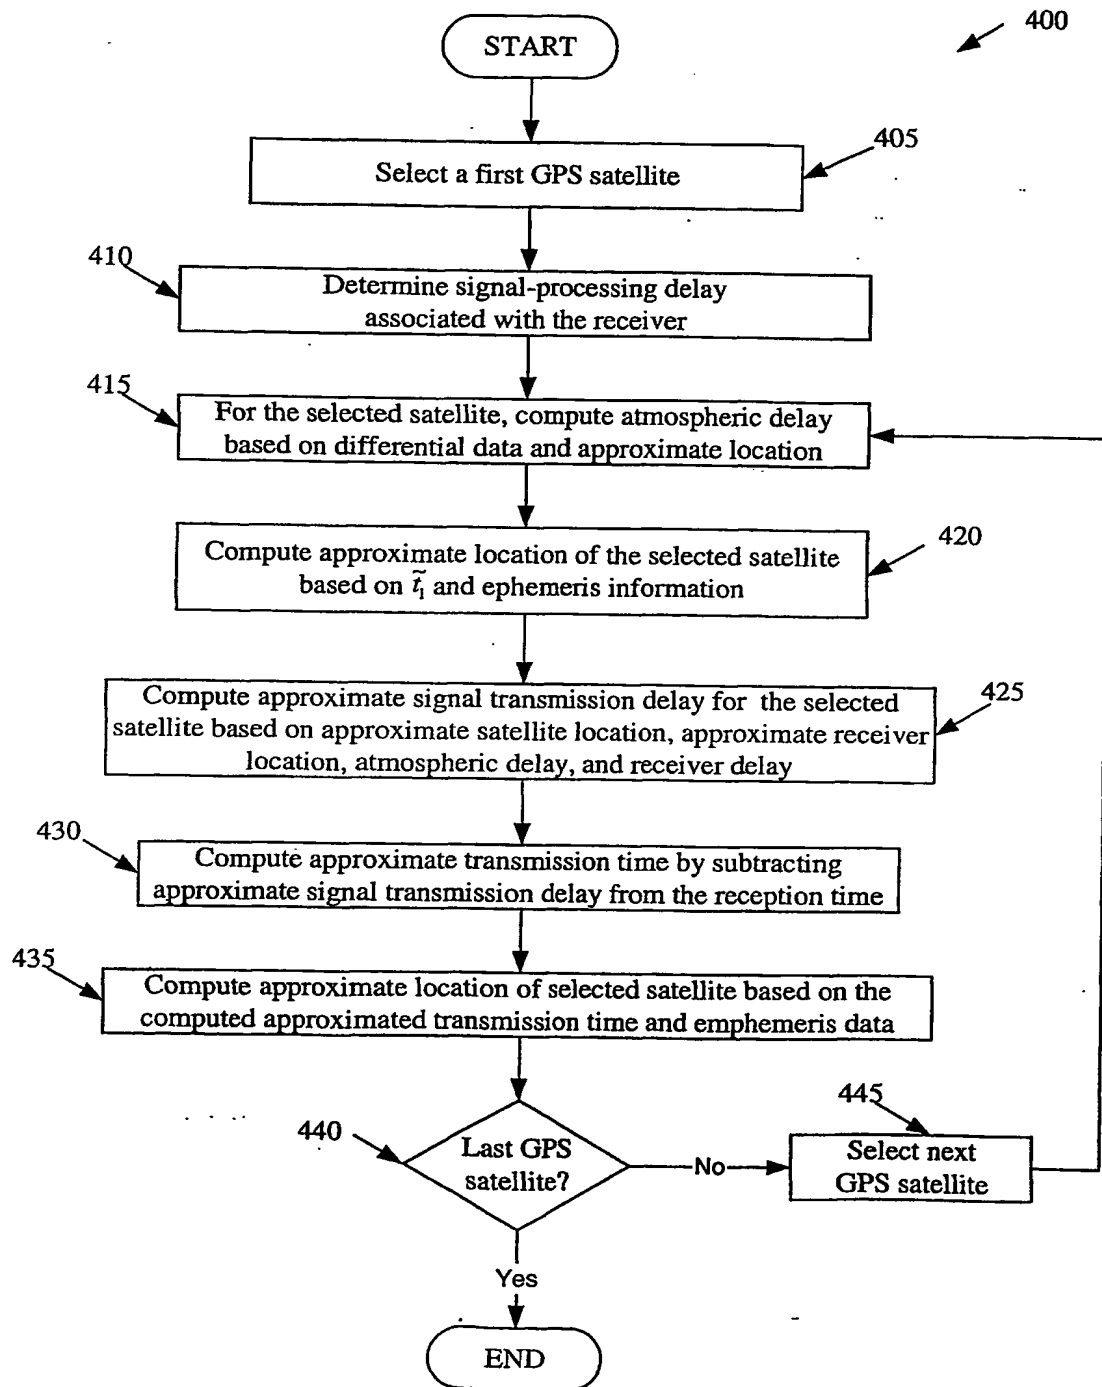 400
START
405
Select a first GPS satellite
410
Determine signal-processing delay
associated with the receiver
415
For the selected satellite, compute atmospheric delay
based on differential data and approximate location
420
Compute approximate location of the selected satellite
based on t̃₁ and ephemeris information
425
Compute approximate signal transmission delay for the selected
satellite based on approximate satellite location, approximate receiver
location, atmospheric delay, and receiver delay
430
Compute approximate transmission time by subtracting
approximate signal transmission delay from the reception time
435
Compute approximate location of selected satellite based on the
computed approximated transmission time and emphemeris data
440
Last GPS
satellite?
No
445
Select next
GPS satellite
Yes
END